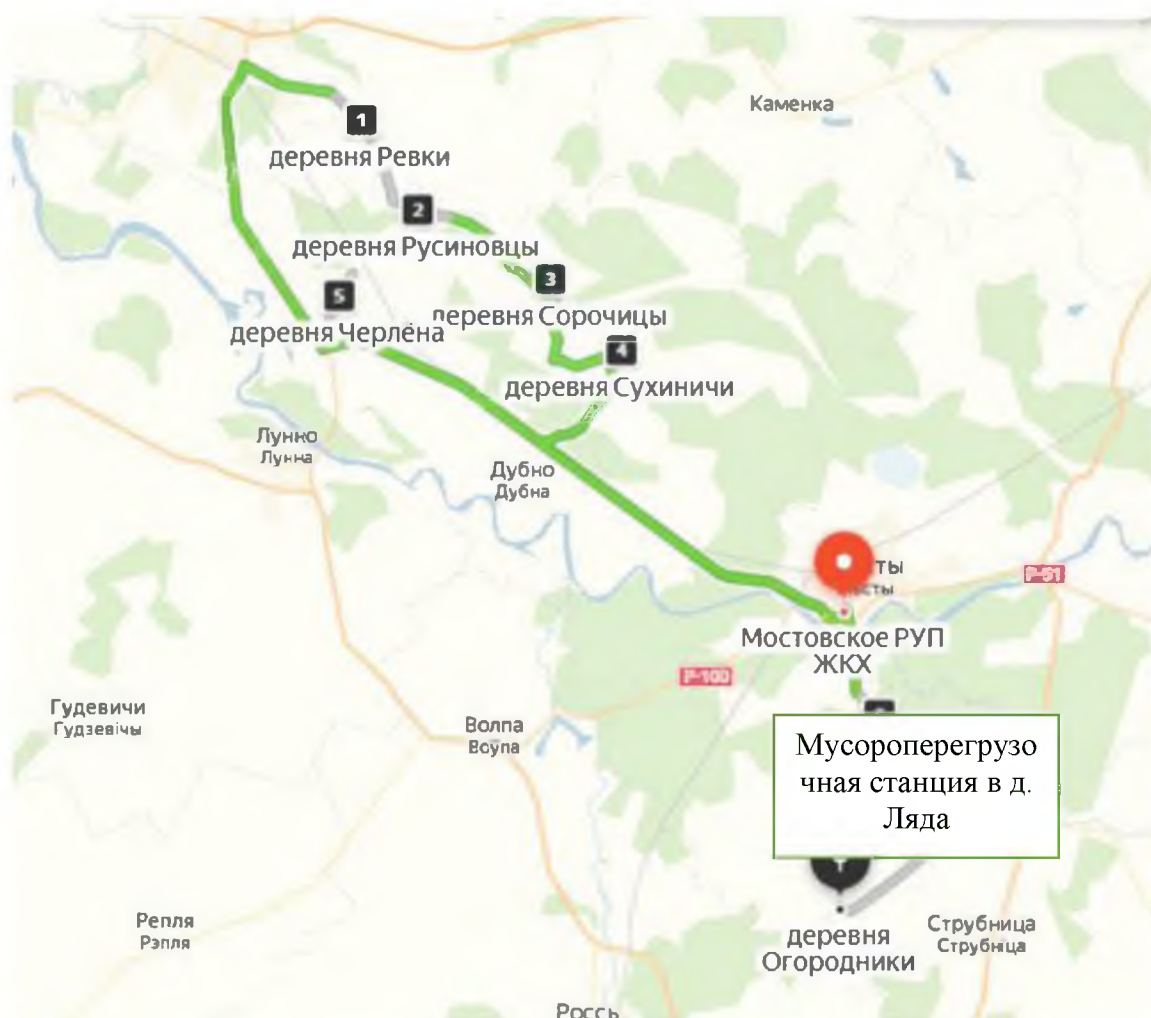 Каменка
1
деревня Ревки
2
деревня Русиновцы
3
деревня Сорочицы
5
деревня Черлёна
4
деревня Сухиничи
Лунно
Лунна
Дубно
Дубна
ты
сты
Р-51
Мостовское РУП
ЖКХ
Р-100
Гудевичи
Гудзевічы
Волпа
Воўпа
Мусороперегрузо
чная станция в д.
Ляда
Репля
Рэпля
деревня
Огородники
Струбница
Струбніца
Россь